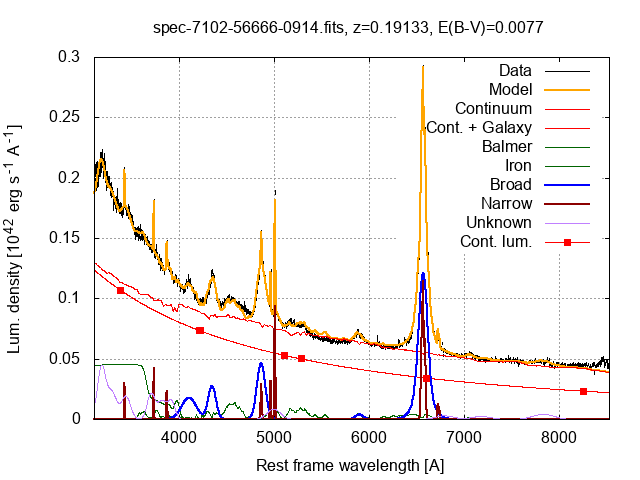 spec-7102-56666-0914.fits, z=0.19133, E(B-V)=0.0077
Lum. density [10^42 erg s^-1 A^-1]
0.3
0.25
0.2
0.15
0.1
0.05
0
Data
Model
Continuum
Cont. + Galaxy
Balmer
Iron
Broad
Narrow
Unknown
Cont. lum.
4000 5000 6000 7000 8000
Rest frame wavelength [A]